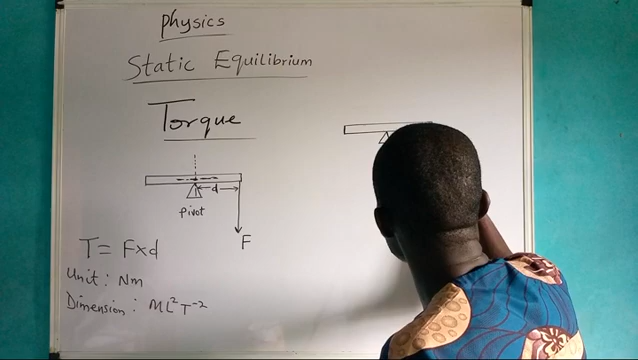 Physics
Static Equilibrium
Torque
d
Pivot
F
T = F x d
Unit : Nm
Dimension : ML²T⁻²